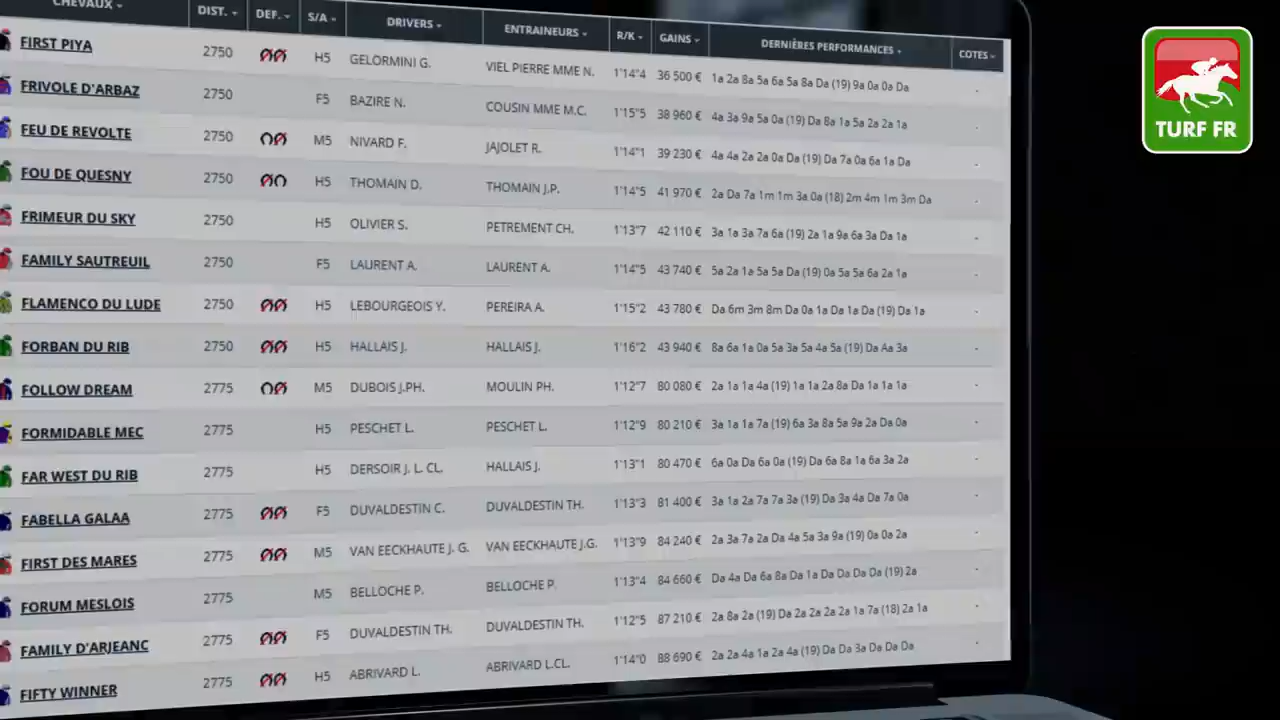 CHEVAUX DIST. DEF. S/A DRIVERS ENTRAINEURS R/K GAINS DERNIÈRES PERFORMANCES COTES
FIRST PIYA 2750 H5 GELORMINI G. VIEL PIERRE MME N. 1'14"4 36 500 € 1a 2a 8a 5a 6a 5a 8a Da (19) 9a 0a 0a Da -
FRIVOLE D'ARBAZ 2750 F5 BAZIRE N. COUSIN MME M.C. 1'15"5 38 960 € 4a 3a 9a 5a 0a (19) Da 8a 1a 5a 2a 2a 1a -
FEU DE REVOLTE 2750 M5 NIVARD F. JAJOLET R. 1'14"1 39 230 € 4a 4a 2a 2a 0a Da (19) Da 7a 0a 6a 1a Da -
FOU DE QUESNY 2750 H5 THOMAIN D. THOMAIN J.P. 1'14"5 41 970 € 2a Da 7a 1m 1m 3a 0a (18) 2m 4m 1m 3m Da -
FRIMEUR DU SKY 2750 H5 OLIVIER S. PETREMENT CH. 1'13"7 42 110 € 3a 1a 3a 7a 6a (19) 2a 1a 9a 6a 3a Da 1a -
FAMILY SAUTREUIL 2750 F5 LAURENT A. LAURENT A. 1'14"5 43 740 € 5a 2a 1a 5a 5a Da (19) 0a 5a 5a 6a 2a 1a -
FLAMENCO DU LUDE 2750 H5 LEBOURGEOIS Y. PEREIRA A. 1'15"2 43 780 € Da 6m 3m 8m Da 0a 1a Da 1a Da (19) Da 1a -
FORBAN DU RIB 2750 H5 HALLAIS J. HALLAIS J. 1'16"2 43 940 € 8a 6a 1a 0a 5a 3a 5a 4a 5a (19) Da Aa 3a -
FOLLOW DREAM 2775 M5 DUBOIS J.PH. MOULIN PH. 1'12"7 80 080 € 2a 1a 1a 4a (19) 1a 1a 2a 8a Da 1a 1a 1a -
FORMIDABLE MEC 2775 H5 PESCHET L. PESCHET L. 1'12"9 80 210 € 3a 1a 1a 7a (19) 6a 3a 8a 5a 9a 2a Da 0a -
FAR WEST DU RIB 2775 H5 DERSOIR J. L. CL. HALLAIS J. 1'13"1 80 470 € 6a 0a Da 6a 0a (19) Da 6a 8a 1a 6a 3a 2a -
FABELLA GALAA 2775 F5 DUVALDESTIN C. DUVALDESTIN TH. 1'13"3 81 400 € 3a 1a 2a 7a 7a 3a (19) Da 3a 4a Da 7a 0a -
FIRST DES MARES 2775 M5 VAN EECKHAUTE J. G. VAN EECKHAUTE J.G. 1'13"9 84 240 € 2a 3a 7a 2a Da 4a 5a 3a 9a (19) 0a 0a 2a -
FORUM MESLOIS 2775 M5 BELLOCHE P. BELLOCHE P. 1'13"4 84 660 € Da 4a Da 6a 8a Da 1a Da Da Da Da (19) 2a -
FAMILY D'ARJEANC 2775 F5 DUVALDESTIN TH. DUVALDESTIN TH. 1'12"5 87 210 € 2a 8a 2a (19) Da 2a 2a 2a 2a 1a 7a (18) 2a 1a -
FIFTY WINNER 2775 H5 ABRIVARD L. ABRIVARD L.CL. 1'14"0 88 690 € 2a 2a 4a 1a 2a 4a (19) Da Da 3a Da Da Da -
TURF FR